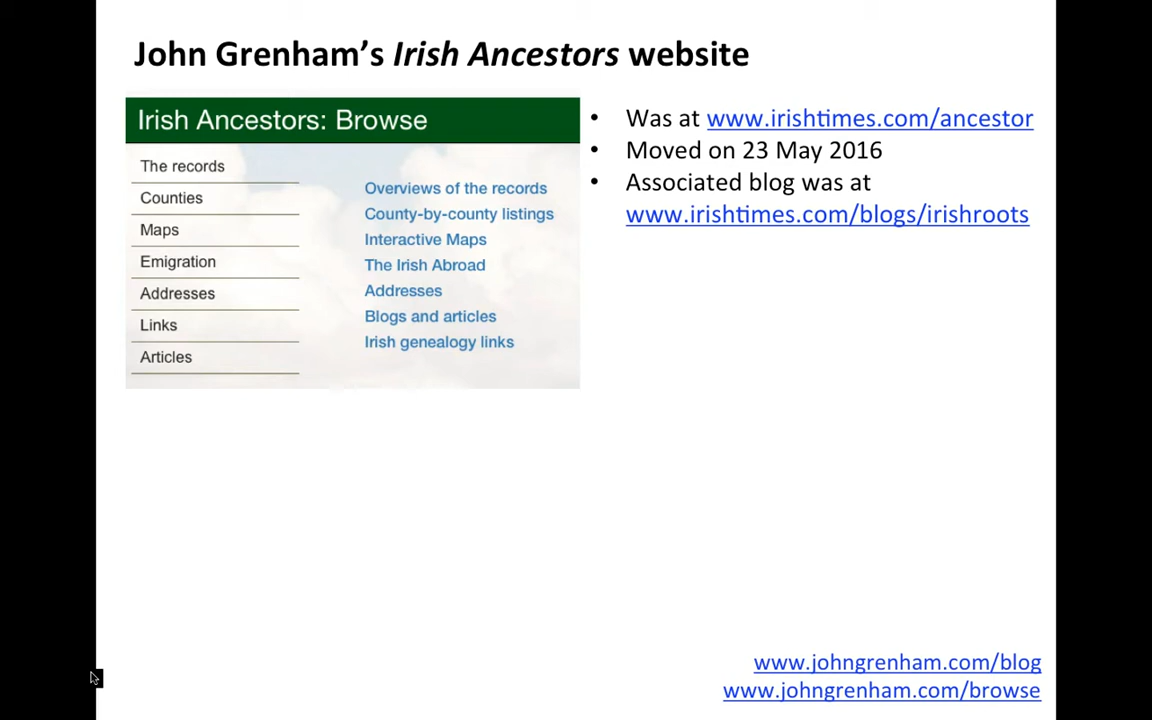 John Grenham’s Irish Ancestors website
Irish Ancestors: Browse
The records
Counties
Maps
Emigration
Addresses
Links
Articles
Overviews of the records
County-by-county listings
Interactive Maps
The Irish Abroad
Addresses
Blogs and articles
Irish genealogy links
• Was at www.irishtimes.com/ancestor
• Moved on 23 May 2016
• Associated blog was at
www.irishtimes.com/blogs/irishroots
www.johngrenham.com/blog
www.johngrenham.com/browse